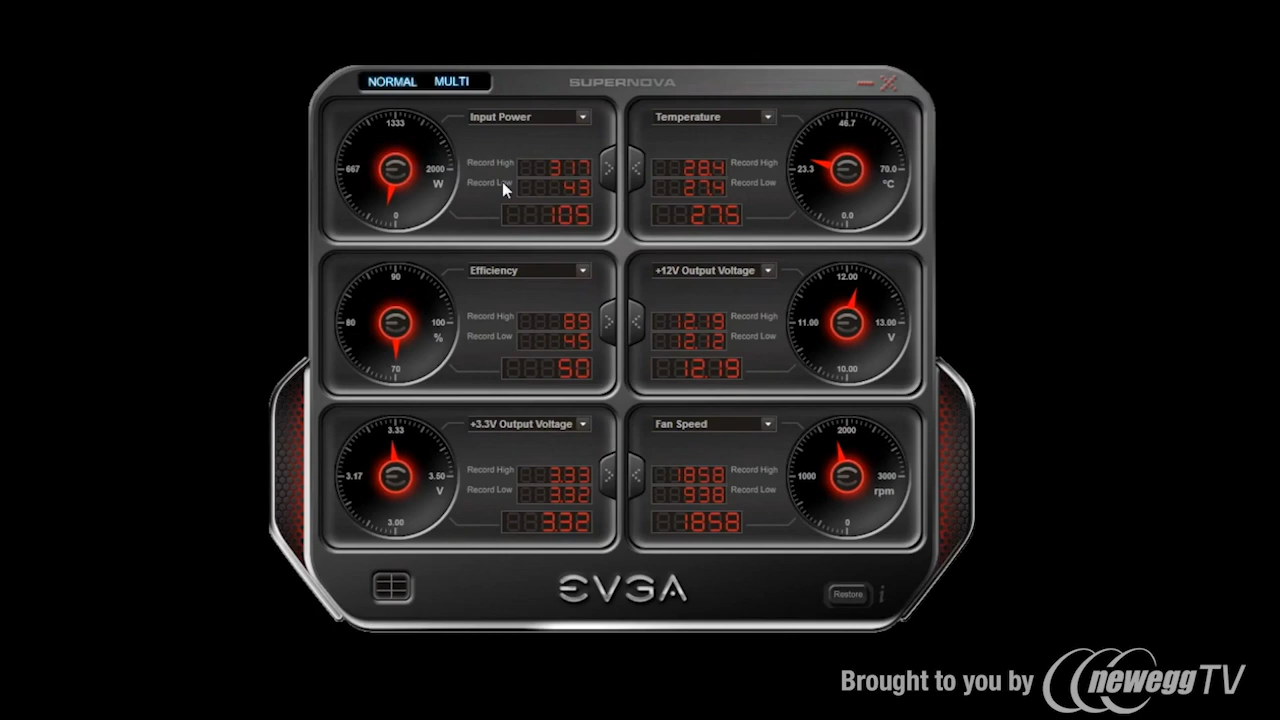 NORMAL MULTI SUPERNOVA
Input Power
1333
667
2000
W
0
Record High 317
Record Low 43
105
Temperature
28.4 Record High
27.4 Record Low
27.5
46.7
23.3
70.0
°C
0.0
Efficiency
90
80
100
%
70
Record High 89
Record Low 45
50
+12V Output Voltage
12.19 Record High
12.12 Record Low
12.19
12.00
11.00
13.00
V
10.00
+3.3V Output Voltage
3.33
3.17
3.50
V
3.00
Record High 3.33
Record Low 3.32
3.32
Fan Speed
1858 Record High
938 Record Low
1858
2000
1000
3000
rpm
0
EVGA
Restore i
Brought to you by newegg TV